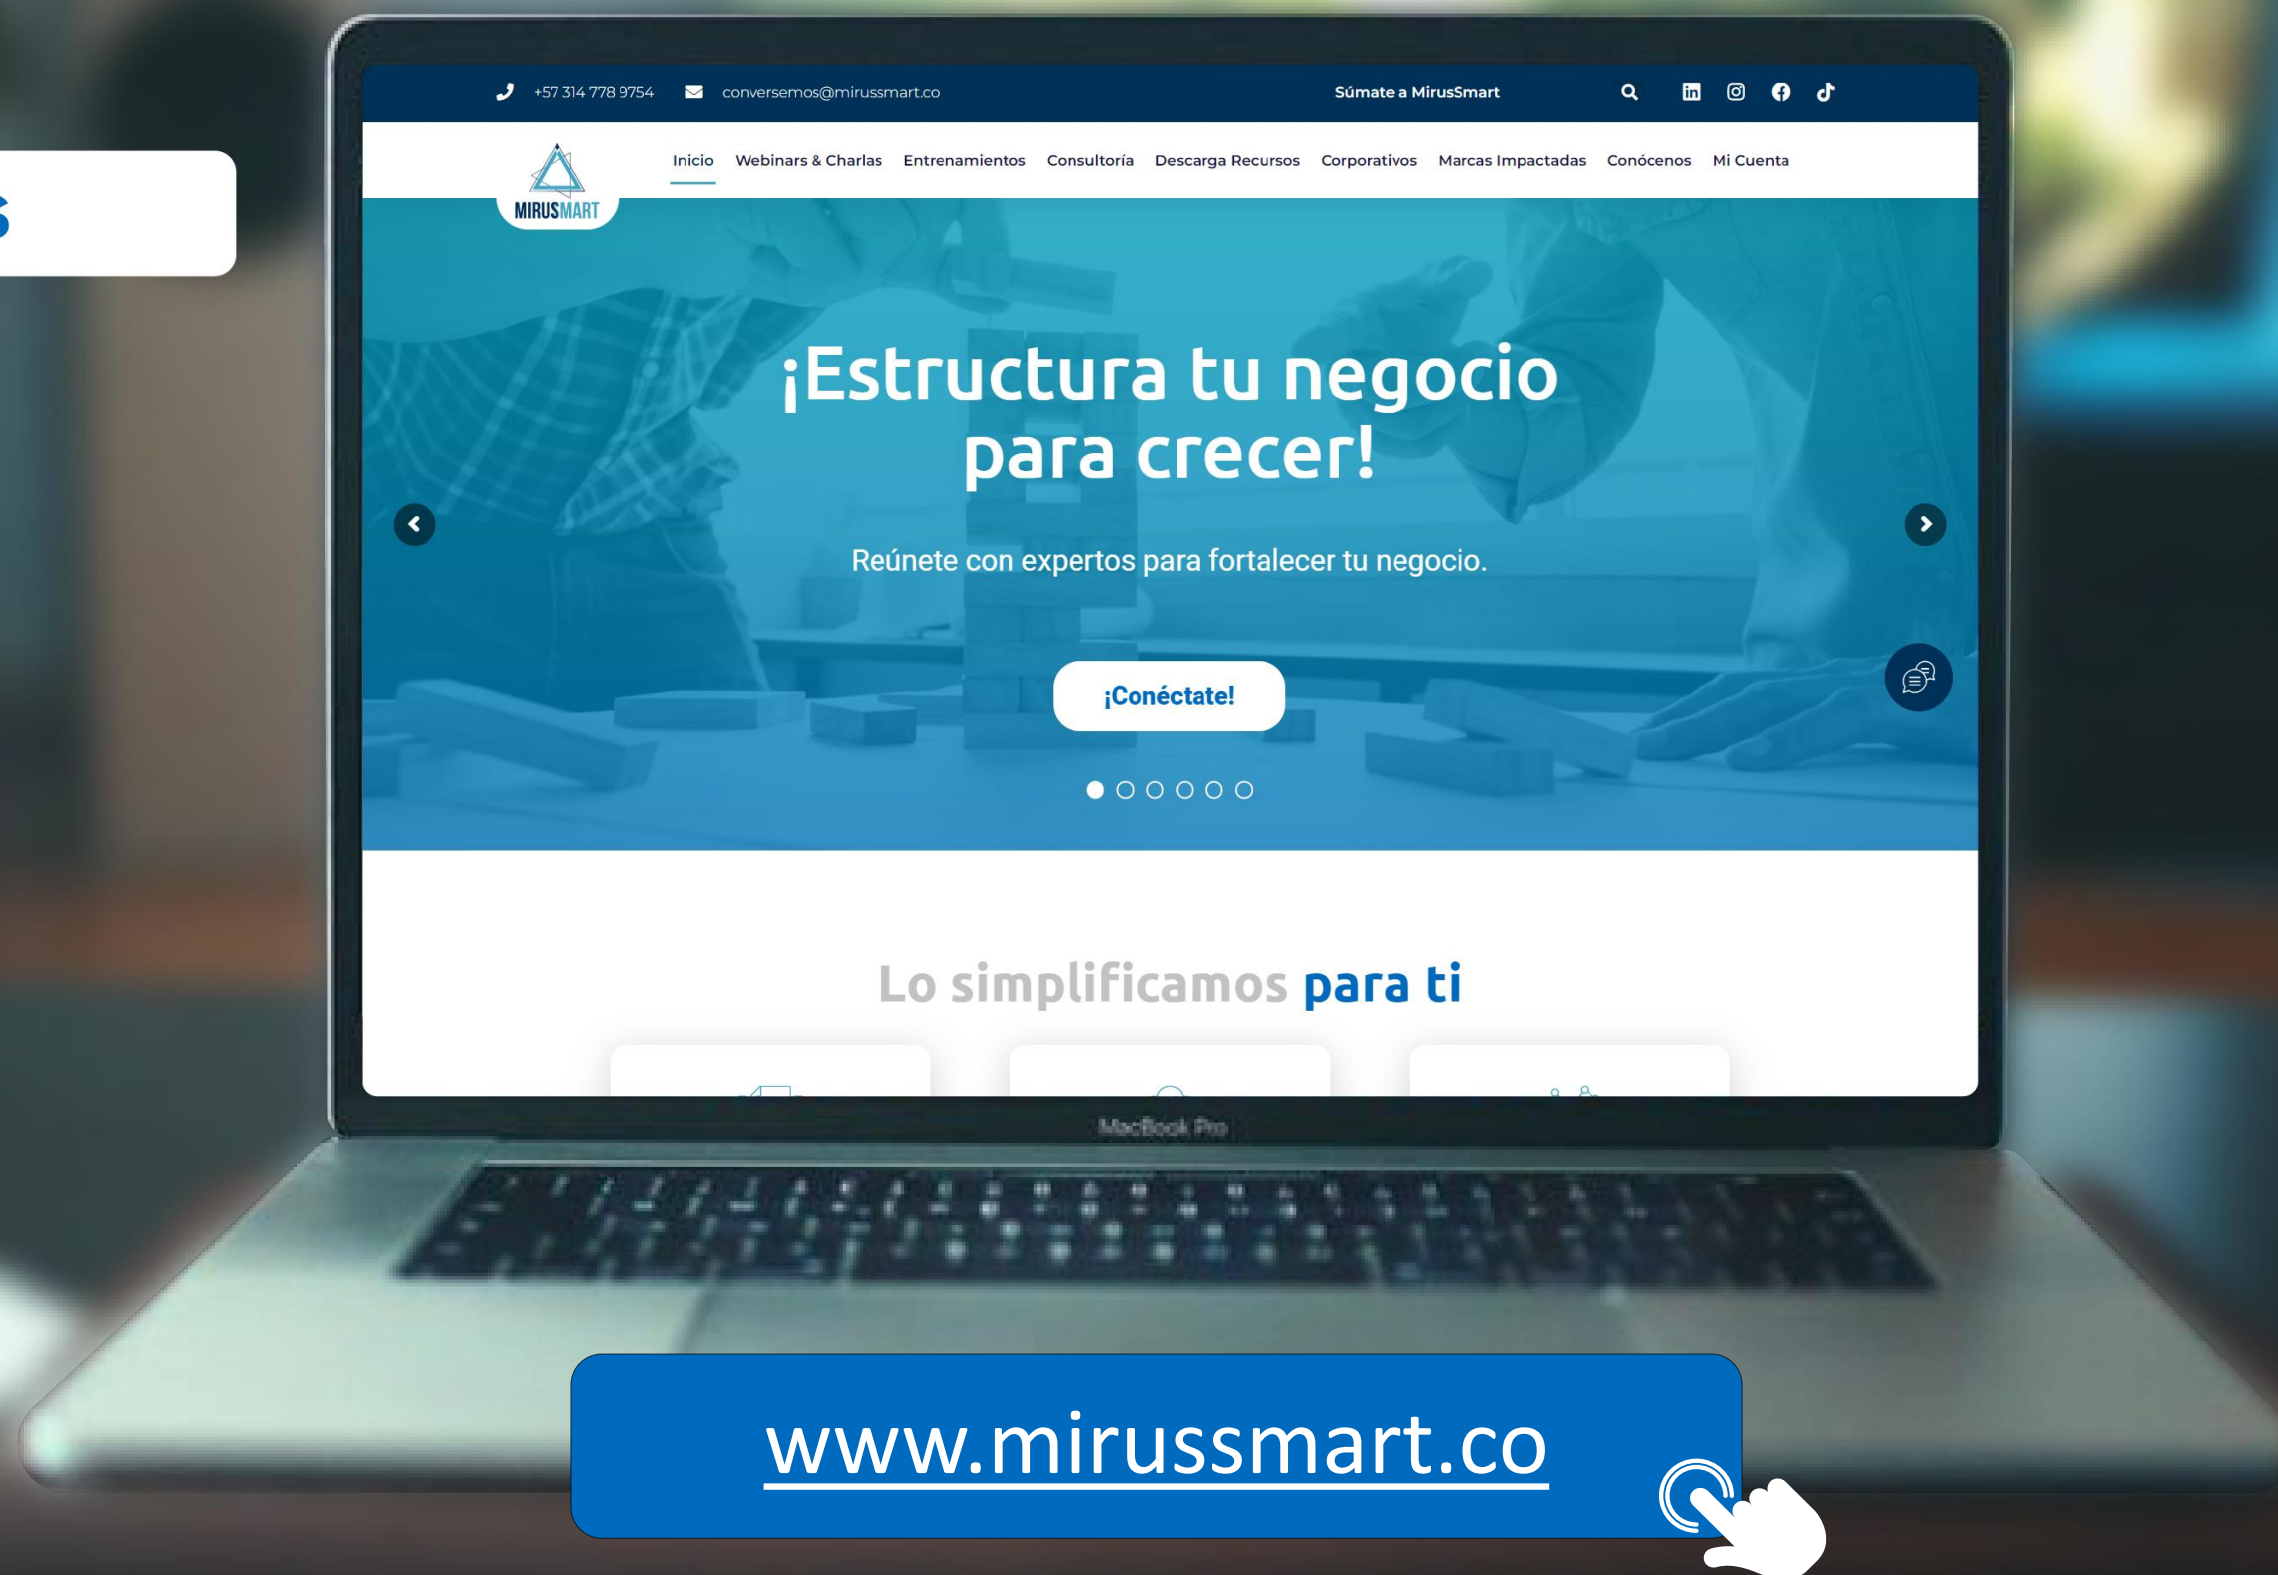 +57 314 778 9754 conversemos@mirussmart.co Súmate a MirusSmart
Inicio Webinars & Charlas Entrenamientos Consultoría Descarga Recursos Corporativos Marcas Impactadas Conócenos Mi Cuenta
MIRUSMART
s
¡Estructura tu negocio
para crecer!
Reúnete con expertos para fortalecer tu negocio.
¡Conéctate!
Lo simplificamos para ti
MacBook Pro
www.mirussmart.co